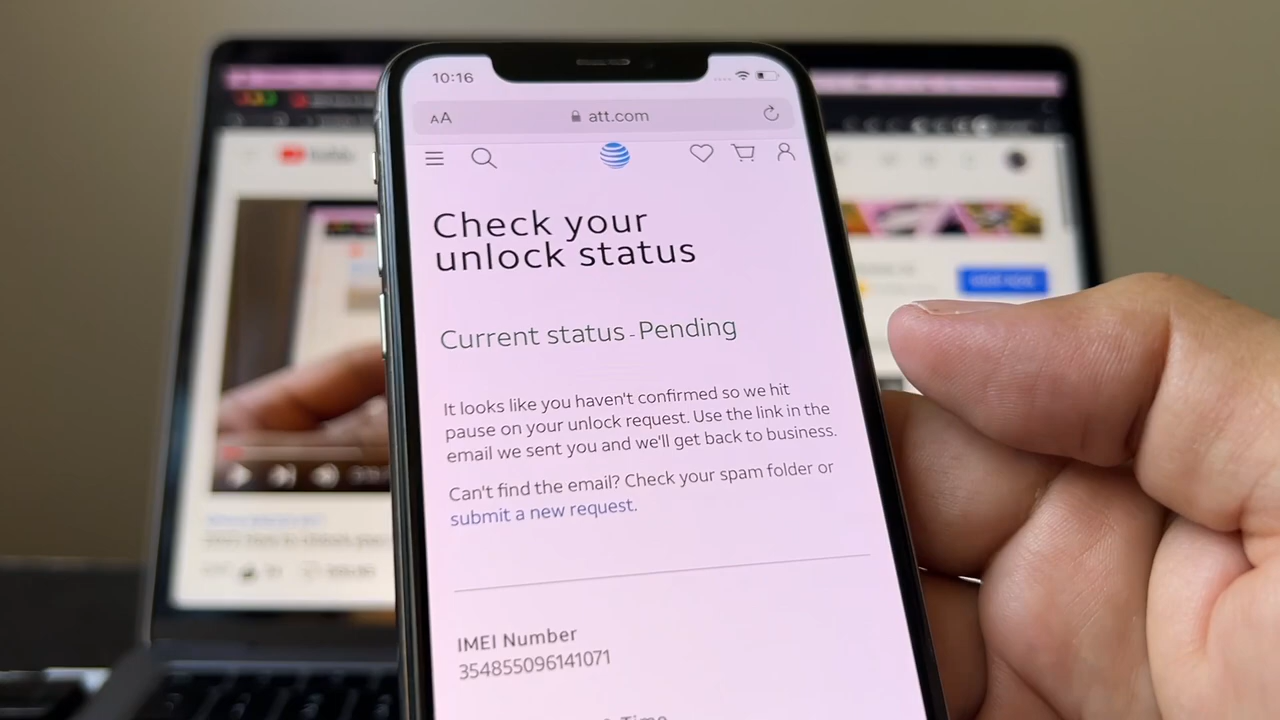 10:16
AA
att.com
Check your
unlock status
Current status - Pending
It looks like you haven't confirmed so we hit
pause on your unlock request. Use the link in the
email we sent you and we'll get back to business.
Can't find the email? Check your spam folder or
submit a new request.
IMEI Number
354855096141071
Time